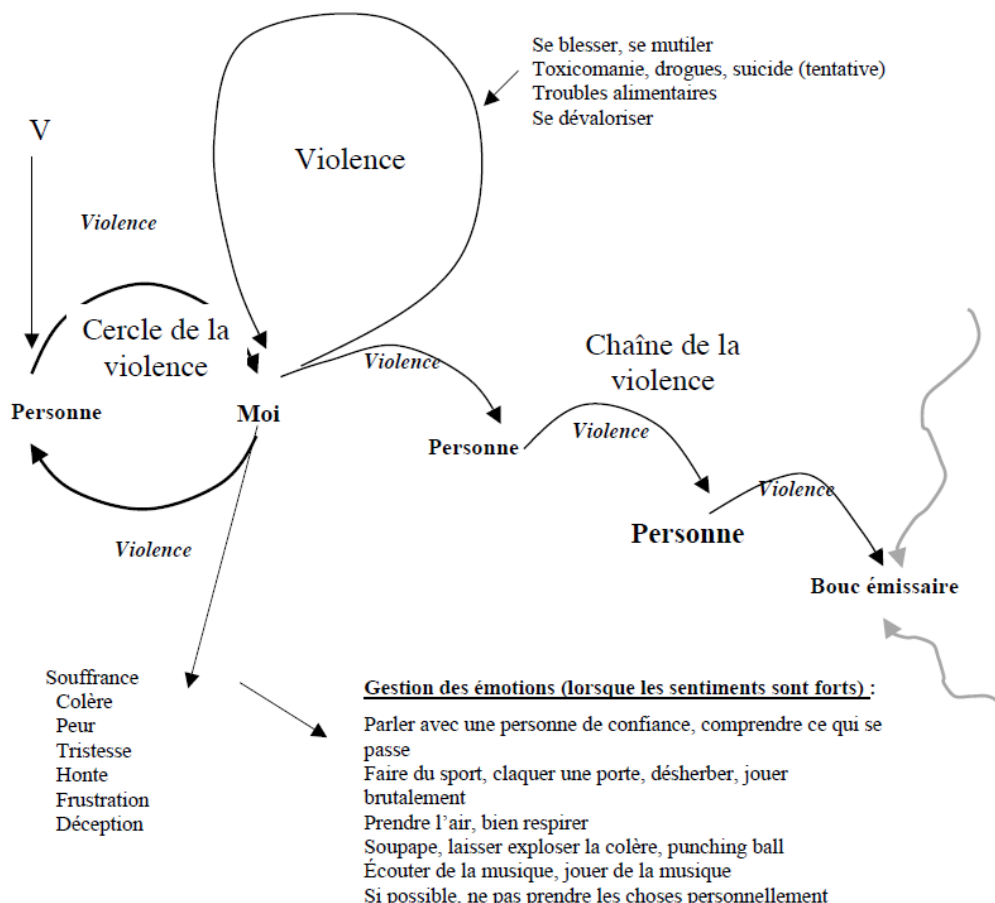 Se blesser, se mutiler
Toxicomanie, drogues, suicide (tentative)
Troubles alimentaires
Se dévaloriser
V
Violence
Violence
Cercle de la
violence
Chaîne de la
violence
Violence
Personne
Moi
Personne
Violence
Violence
Personne
Violence
Bouc émissaire
Souffrance
Colère
Peur
Tristesse
Honte
Frustration
Déception
Gestion des émotions (lorsque les sentiments sont forts) :
Parler avec une personne de confiance, comprendre ce qui se
passe
Faire du sport, claquer une porte, désherber, jouer
brutalement
Prendre l’air, bien respirer
Soupape, laisser exploser la colère, punching ball
Écouter de la musique, jouer de la musique
Si possible, ne pas prendre les choses personnellement